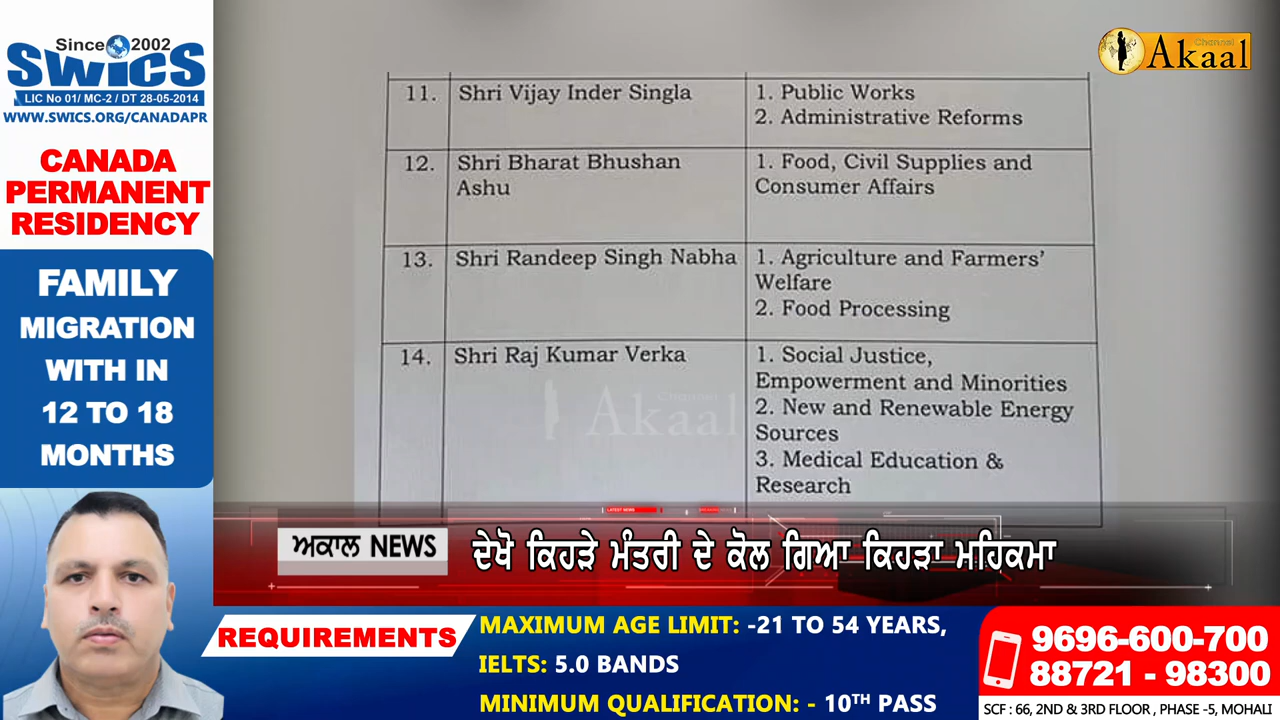 Since 2002
SWICS
LIC No 01/ MC-2 / DT 28-05-2014
WWW.SWICS.ORG/CANADAPR
CANADA
PERMANENT
RESIDENCY
FAMILY
MIGRATION
WITH IN
12 TO 18
MONTHS
Channel
Akaal
11. Shri Vijay Inder Singla 1. Public Works
2. Administrative Reforms
12. Shri Bharat Bhushan 1. Food, Civil Supplies and
Ashu Consumer Affairs
13. Shri Randeep Singh Nabha 1. Agriculture and Farmers'
Welfare
2. Food Processing
14. Shri Raj Kumar Verka 1. Social Justice,
Empowerment and Minorities
2. New and Renewable Energy
Sources
3. Medical Education &
Research
Channel
Akaal
LATEST NEWS
ਅਕਾਲ NEWS
ਦੇਖੋ ਕਿਹੜੇ ਮੰਤਰੀ ਦੇ ਕੋਲ ਗਿਆ ਕਿਹੜਾ ਮਹਿਕਮਾ
REQUIREMENTS
MAXIMUM AGE LIMIT: -21 TO 54 YEARS,
IELTS: 5.0 BANDS
MINIMUM QUALIFICATION: - 10TH PASS
9696-600-700
88721 - 98300
SCF : 66, 2ND & 3RD FLOOR , PHASE -5, MOHALI